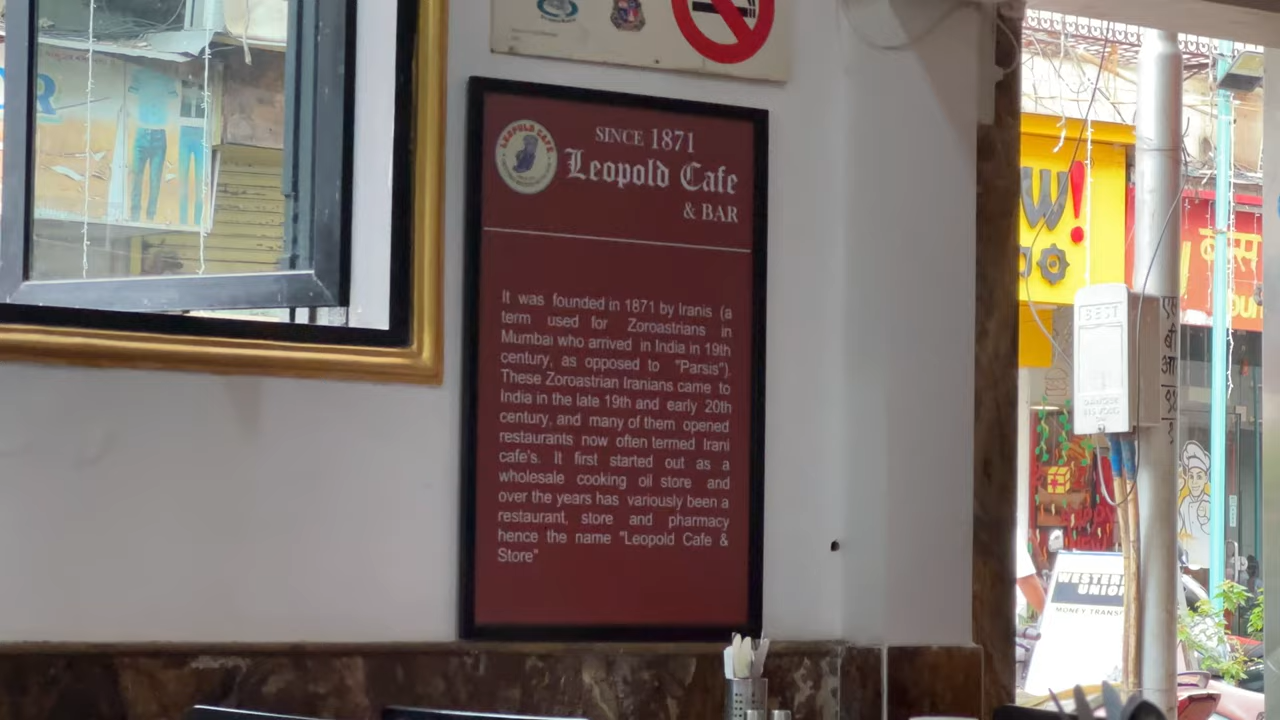 LEOPOLD CAFE
SINCE 1871
Leopold Cafe
& BAR
It was founded in 1871 by Iranis (a
term used for Zoroastrians in
Mumbai who arrived in India in 19th
century, as opposed to "Parsis").
These Zoroastrian Iranians came to
India in the late 19th and early 20th
century, and many of them opened
restaurants now often termed Irani
cafe's. It first started out as a
wholesale cooking oil store and
over the years has variously been a
restaurant, store and pharmacy
hence the name "Leopold Cafe &
Store"
W!
BEST
WESTERN
UNION
MONEY TRANSF